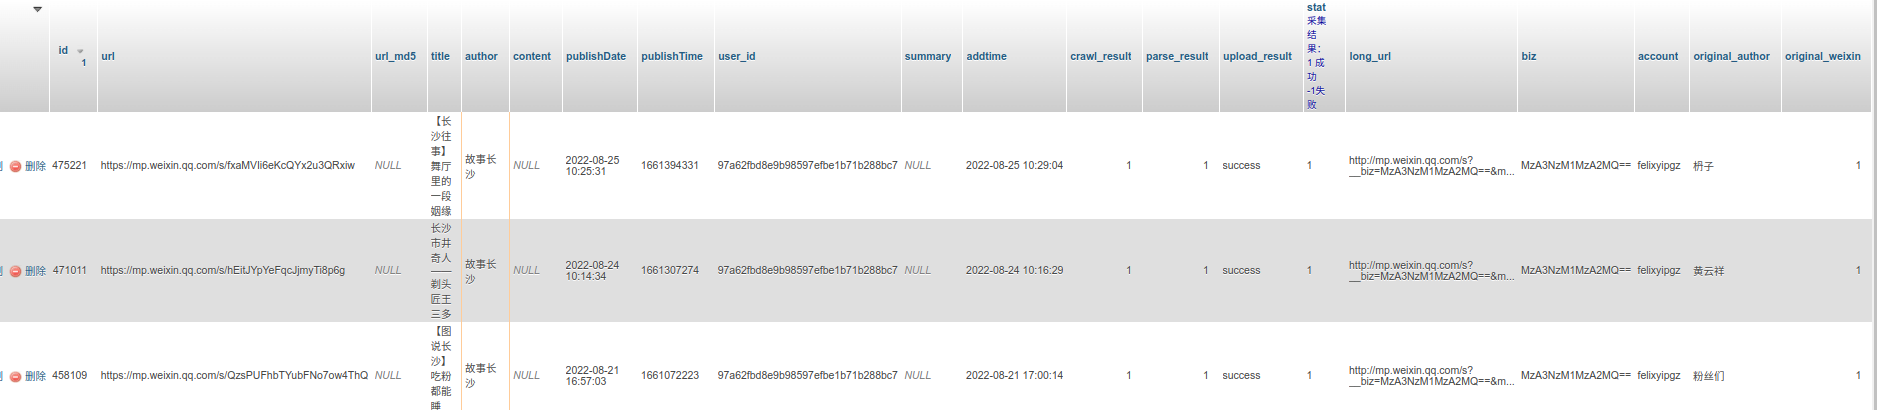 id 1 url url_md5 title author content publishDate publishTime user_id summary addtime crawl_result parse_result upload_result stat 采集结果：1 成功 -1失败 long_url biz account original_author original_weixin
删除 475221 https://mp.weixin.qq.com/s/fxaMVli6eKcQYx2u3QRxiw NULL 【长沙往事】舞厅里的一段姻缘 故事长沙 NULL 2022-08-25 10:25:31 1661394331 97a62fbd8e9b98597efbe1b71b288bc7 NULL 2022-08-25 10:29:04 1 1 success 1 http://mp.weixin.qq.com/s?__biz=MzA3NzM1MzA2MQ==&m... MzA3NzM1MzA2MQ== felixyipgz 枬子 1
删除 471011 https://mp.weixin.qq.com/s/hEitJYpYeFqcJjmyTi8p6g NULL 长沙市井奇人——剃头匠王三多 故事长沙 NULL 2022-08-24 10:14:34 1661307274 97a62fbd8e9b98597efbe1b71b288bc7 NULL 2022-08-24 10:16:29 1 1 success 1 http://mp.weixin.qq.com/s?__biz=MzA3NzM1MzA2MQ==&m... MzA3NzM1MzA2MQ== felixyipgz 黄云祥 1
删除 458109 https://mp.weixin.qq.com/s/QzsPUFhbTYubFNo7ow4ThQ NULL 【图说长沙】吃粉都能睡 故事长沙 NULL 2022-08-21 16:57:03 1661072223 97a62fbd8e9b98597efbe1b71b288bc7 NULL 2022-08-21 17:00:14 1 1 success 1 http://mp.weixin.qq.com/s?__biz=MzA3NzM1MzA2MQ==&m... MzA3NzM1MzA2MQ== felixyipgz 粉丝们 1